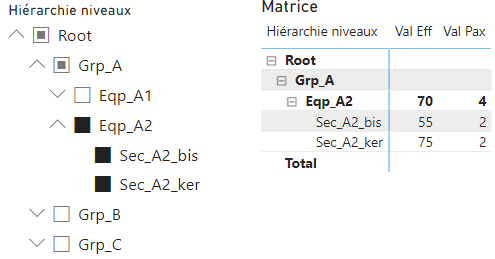 Hiérarchie niveaux
Root
Grp_A
Eqp_A1
Eqp_A2
Sec_A2_bis
Sec_A2_ker
Grp_B
Grp_C
Matrice
Hiérarchie niveaux Val Eff Val Pax
Root
Grp_A
Eqp_A2 70 4
Sec_A2_bis 55 2
Sec_A2_ker 75 2
Total